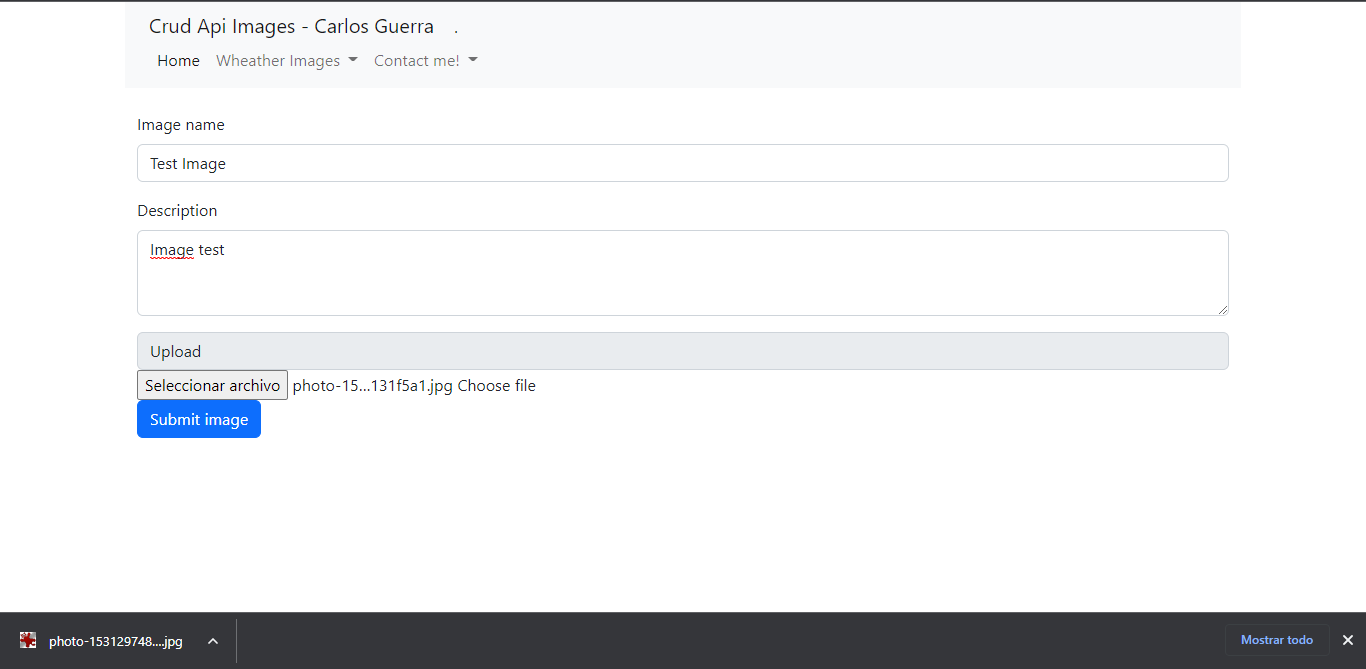 Crud Api Images - Carlos Guerra .
Home Wheather Images Contact me!
Image name
Test Image
Description
Image test
Upload
Seleccionar archivo photo-15...131f5a1.jpg Choose file
Submit image
photo-153129748....jpg Mostrar todo